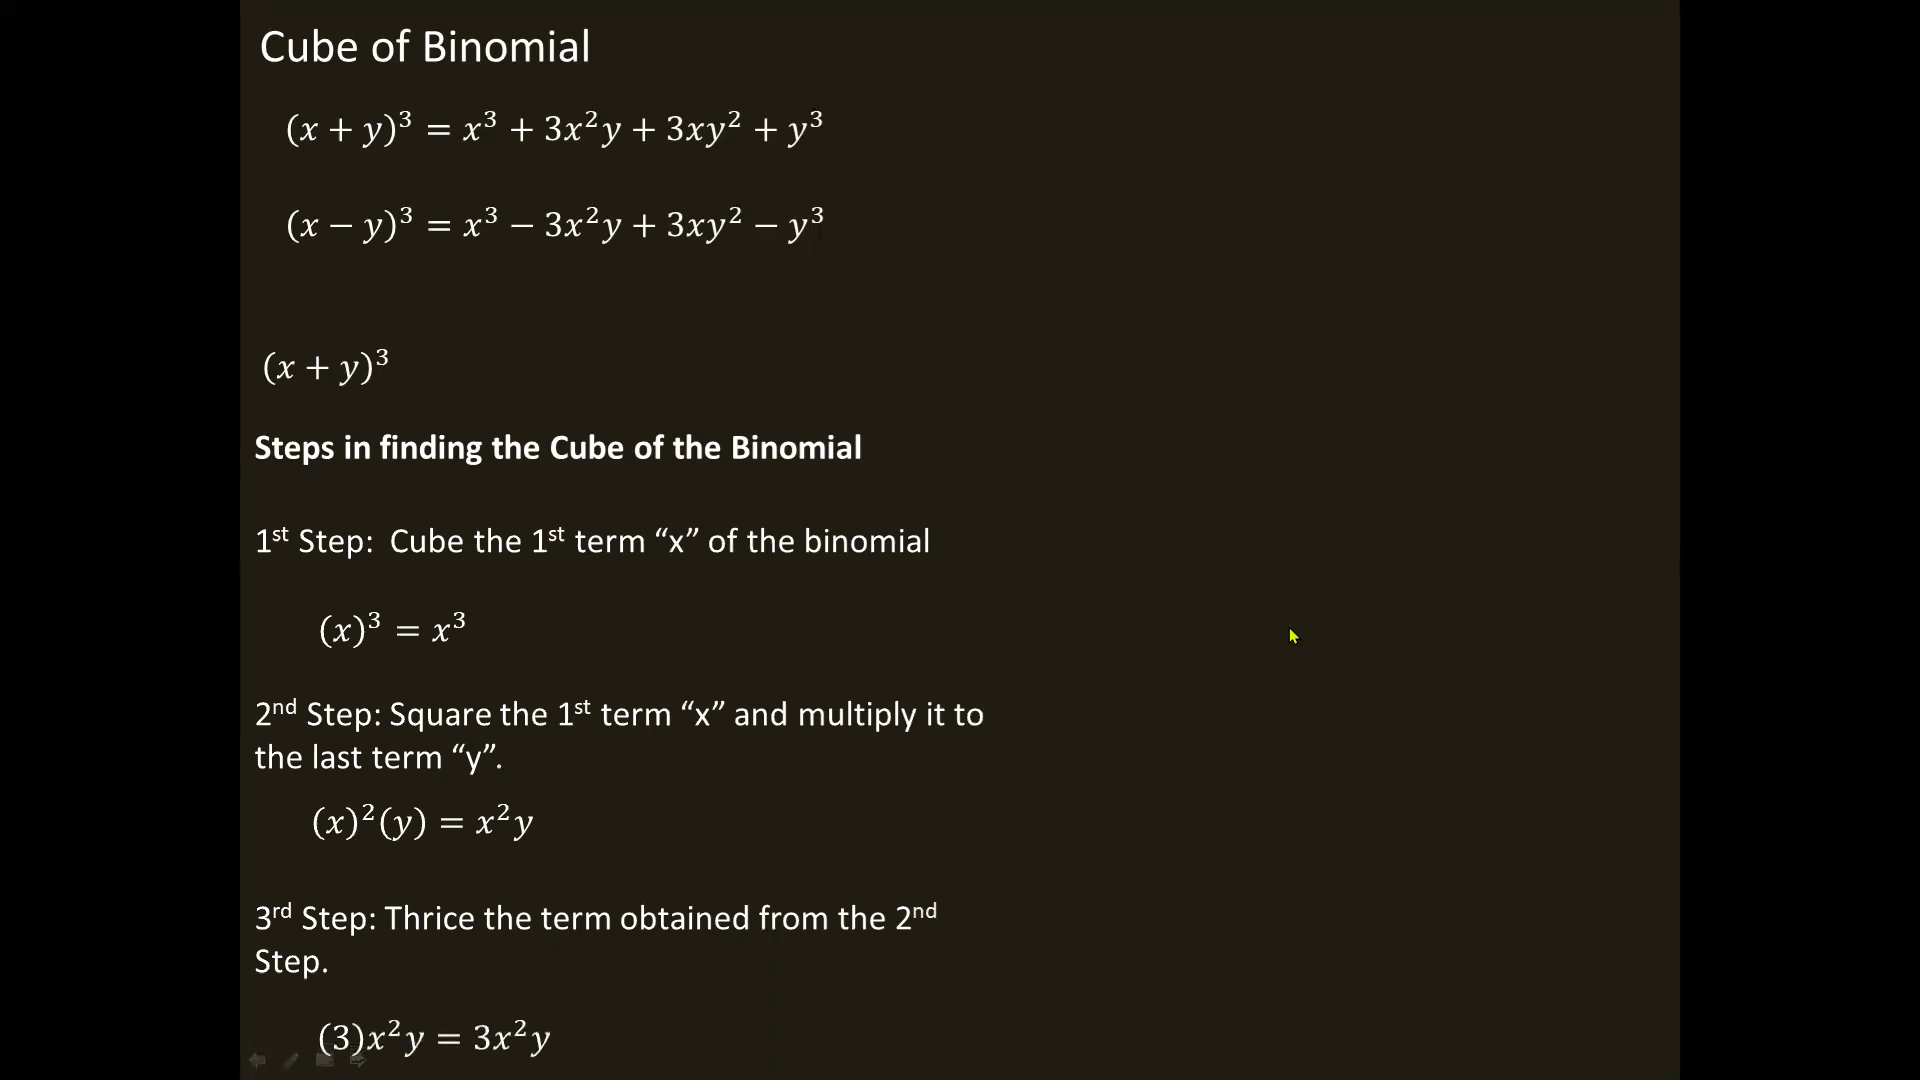 Cube of Binomial
(x + y)³ = x³ + 3x²y + 3xy² + y³
(x − y)³ = x³ − 3x²y + 3xy² − y³
(x + y)³
Steps in finding the Cube of the Binomial
1st Step:  Cube the 1st term “x” of the binomial
(x)³ = x³
2nd Step: Square the 1st term “x” and multiply it to
the last term “y”.
(x)²(y) = x²y
3rd Step: Thrice the term obtained from the 2nd
Step.
(3)x²y = 3x²y